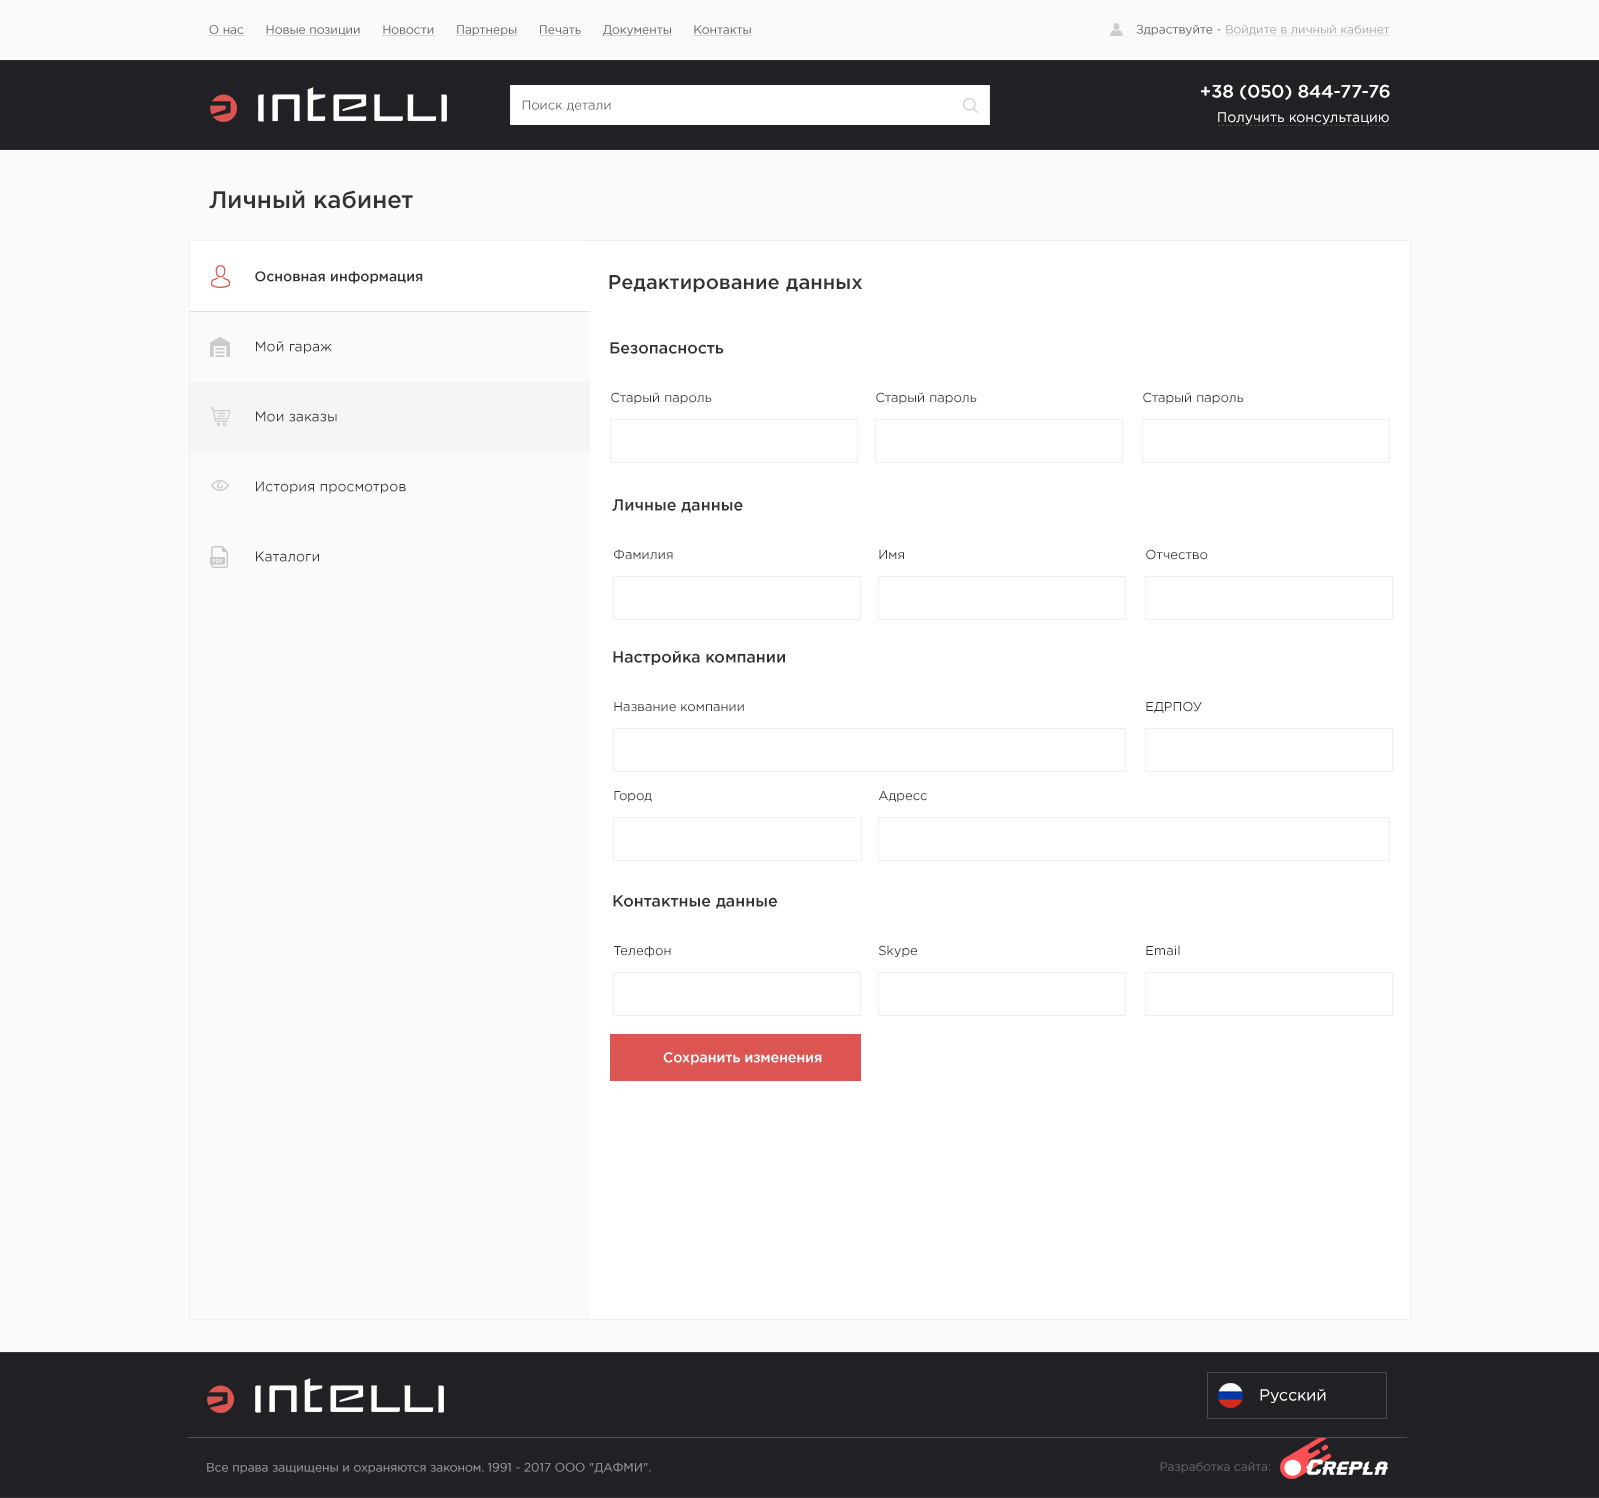 О нас Новые позиции Новости Партнеры Печать Документы Контакты Здраствуйте - Войдите в личный кабинет
INTELLI Поиск детали +38 (050) 844-77-76
Получить консультацию
Личный кабинет
Основная информация
Мой гараж
Мои заказы
История просмотров
PDF Каталоги
Редактирование данных
Безопасность
Старый пароль Старый пароль Старый пароль
Личные данные
Фамилия Имя Отчество
Настройка компании
Название компании ЕДРПОУ
Город Адресс
Контактные данные
Телефон Skype Email
Сохранить изменения
INTELLI Русский
Все права защищены и охраняются законом. 1991 - 2017 ООО "ДАФМИ". Разработка сайта: CREPLA